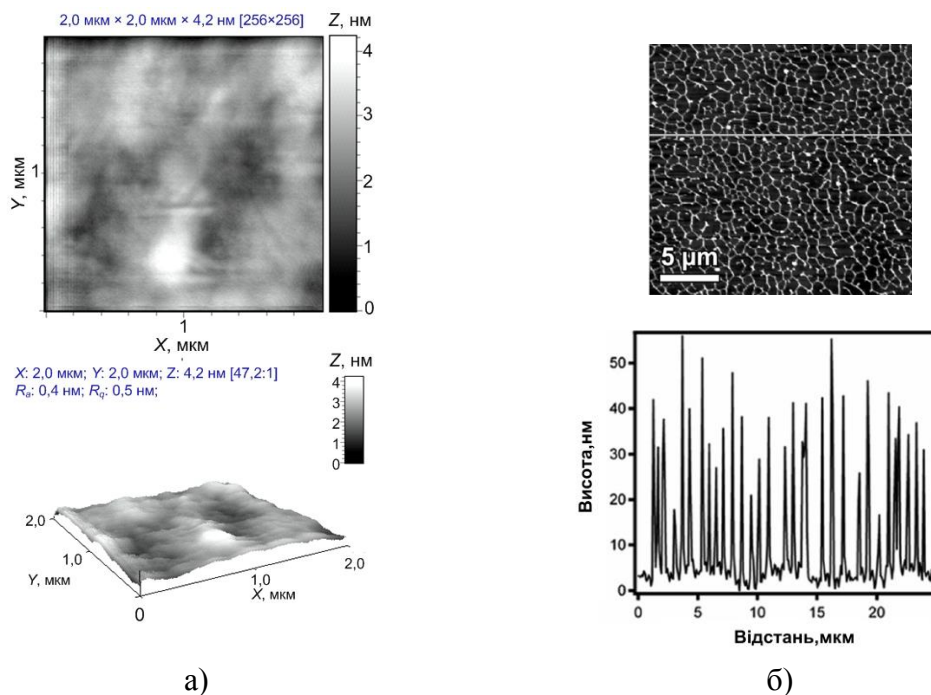 2,0 мкм × 2,0 мкм × 4,2 нм [256×256]
Z, нм
4
3
2
1
0
Y, мкм
1
1
X, мкм
X: 2,0 мкм; Y: 2,0 мкм; Z: 4,2 нм [47,2:1]
Rₐ: 0,4 нм; R_q: 0,5 нм;
Z, нм
4
3
2
1
0
2,0
1,0
Y, мкм
0
1,0
X, мкм
2,0
а)
5 µm
Висота,нм
50
40
30
20
10
0
0
5
10
15
20
Відстань,мкм
б)